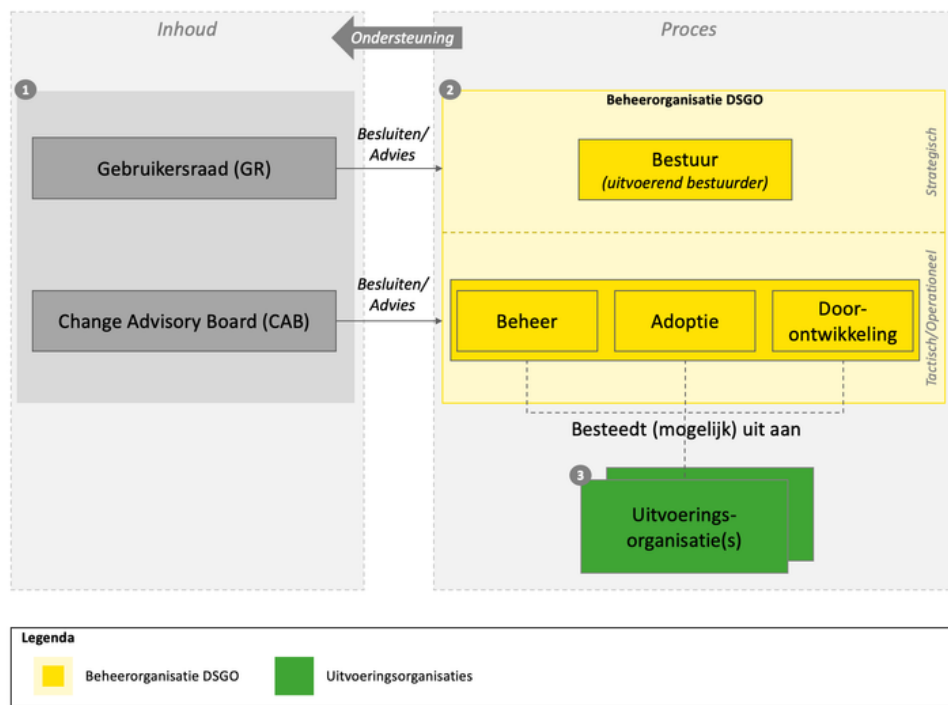 Inhoud
Ondersteuning
Proces
1
2
Beheerorganisatie DSGO
Gebruikersraad (GR)
Besluiten/
Advies
Bestuur
(uitvoerend bestuurder)
Strategisch
Change Advisory Board (CAB)
Besluiten/
Advies
Beheer
Adoptie
Door-
ontwikkeling
Tactisch/Operationeel
Besteedt (mogelijk) uit aan
3
Uitvoerings-
organisatie(s)
Legenda
Beheerorganisatie DSGO
Uitvoeringsorganisaties